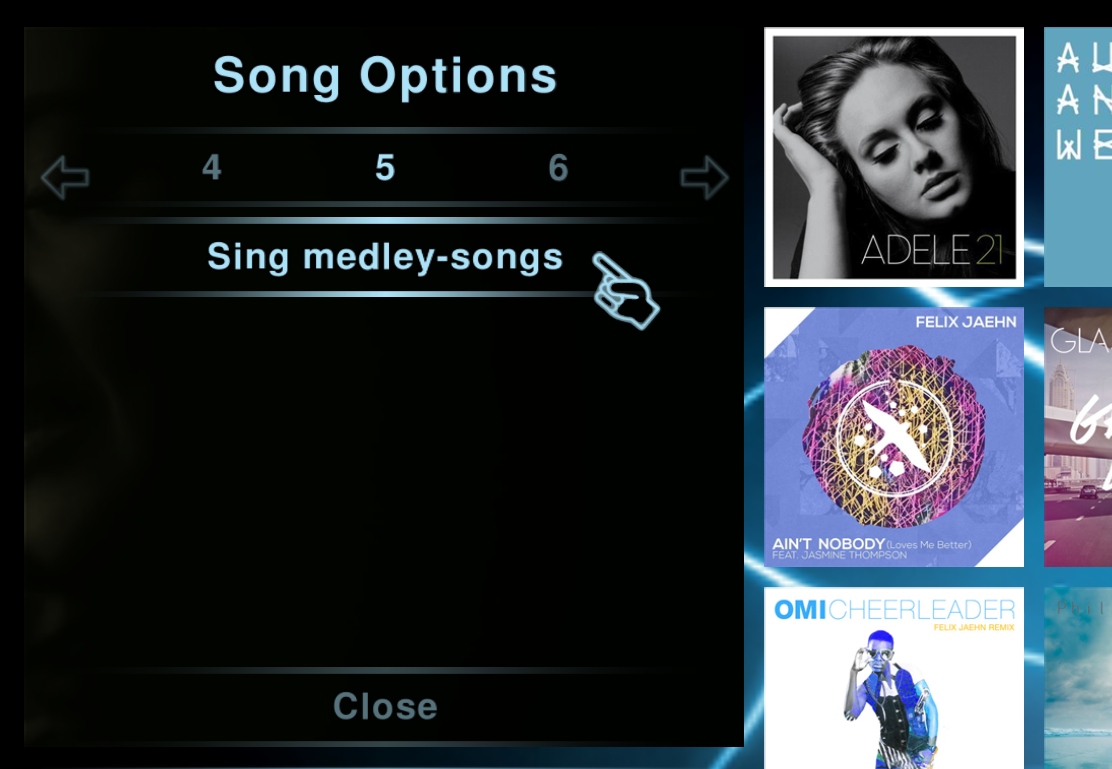 Song Options
4 5 6
Sing medley-songs
Close
ADELE 21
A L
A N
W E
FELIX JAEHN
AIN'T NOBODY (Loves Me Better)
FEAT. JASMINE THOMPSON
GLA
OMI CHEERLEADER
FELIX JAEHN REMIX